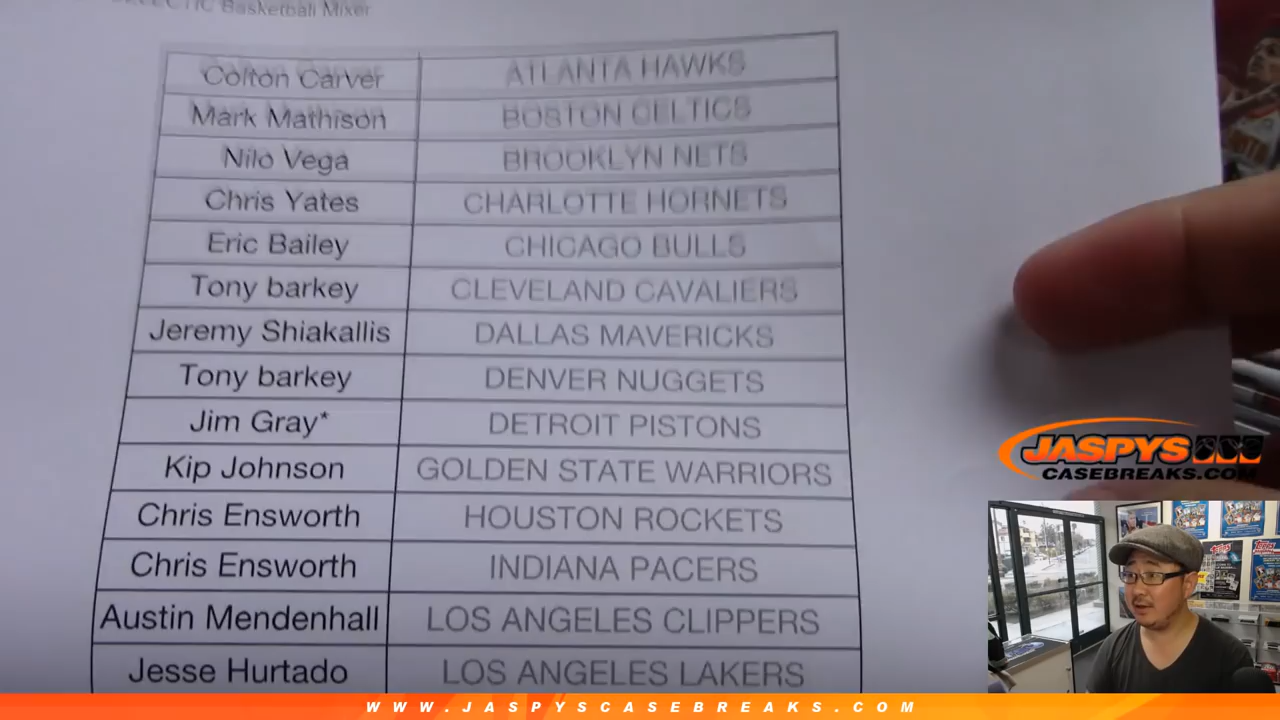 Basketball Mixer
Colton Carver ATLANTA HAWKS
Mark Mathison BOSTON CELTICS
Nilo Vega BROOKLYN NETS
Chris Yates CHARLOTTE HORNETS
Eric Bailey CHICAGO BULLS
Tony barkey CLEVELAND CAVALIERS
Jeremy Shiakallis DALLAS MAVERICKS
Tony barkey DENVER NUGGETS
Jim Gray* DETROIT PISTONS
Kip Johnson GOLDEN STATE WARRIORS
Chris Ensworth HOUSTON ROCKETS
Chris Ensworth INDIANA PACERS
Austin Mendenhall LOS ANGELES CLIPPERS
Jesse Hurtado LOS ANGELES LAKERS
JASPYS
CASEBREAKS.COM
Topps
WWW.JASPYSCASEBREAKS.COM